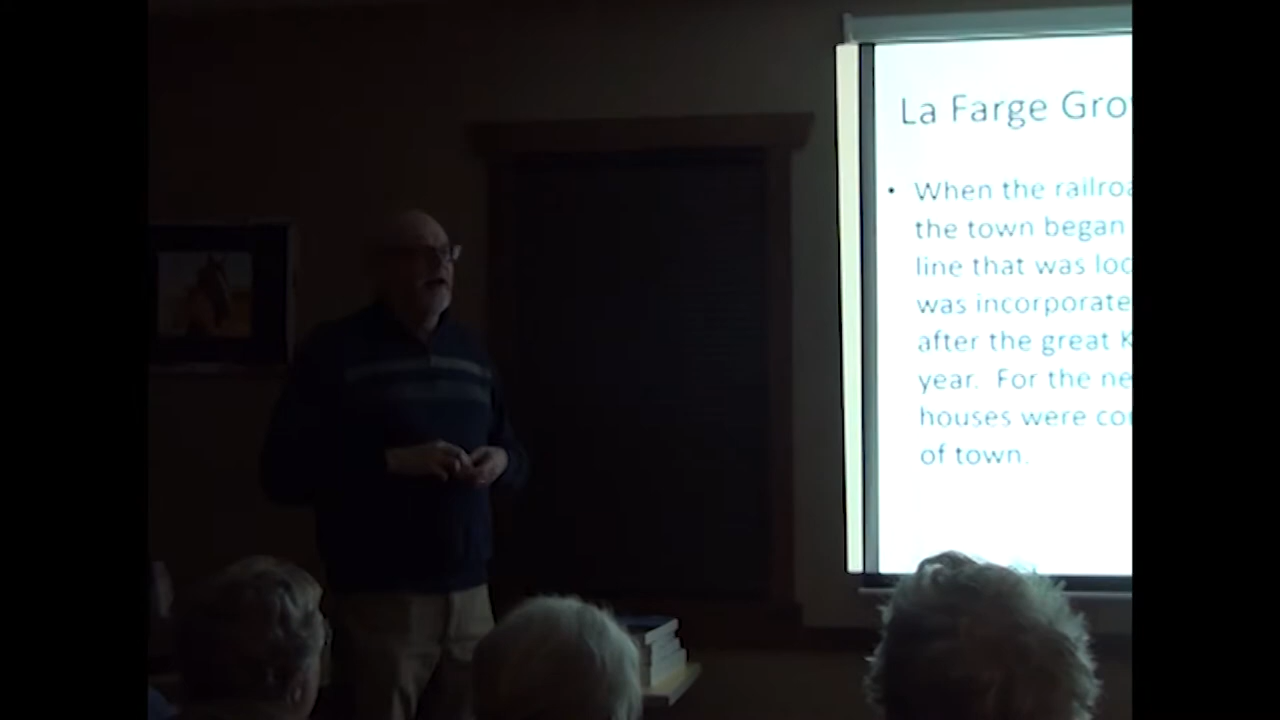 La Farge Gro
• When the railroa
the town began
line that was loc
was incorporate
after the great K
year. For the ne
houses were con
of town.